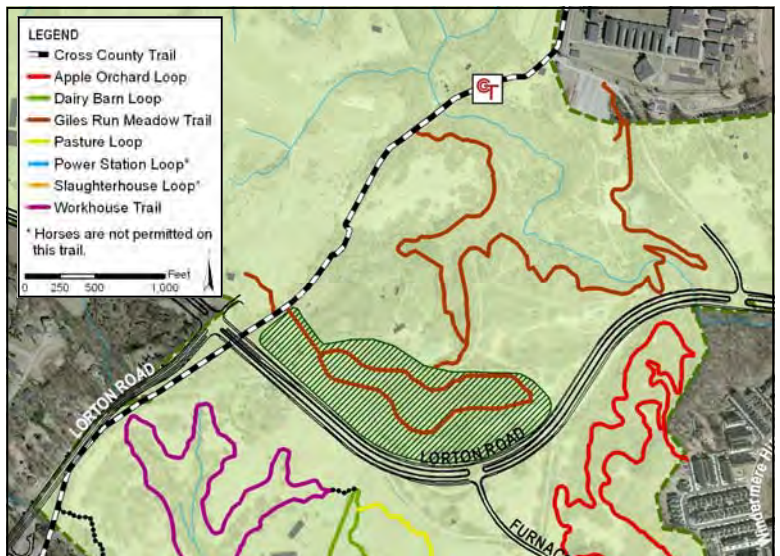 LEGEND
Cross County Trail
Apple Orchard Loop
Dairy Barn Loop
Giles Run Meadow Trail
Pasture Loop
Power Station Loop*
Slaughterhouse Loop*
Workhouse Trail
* Horses are not permitted on
this trail.
Feet
0 250 500 1,000
CT
LORTON ROAD
LORTON ROAD
FURNAC